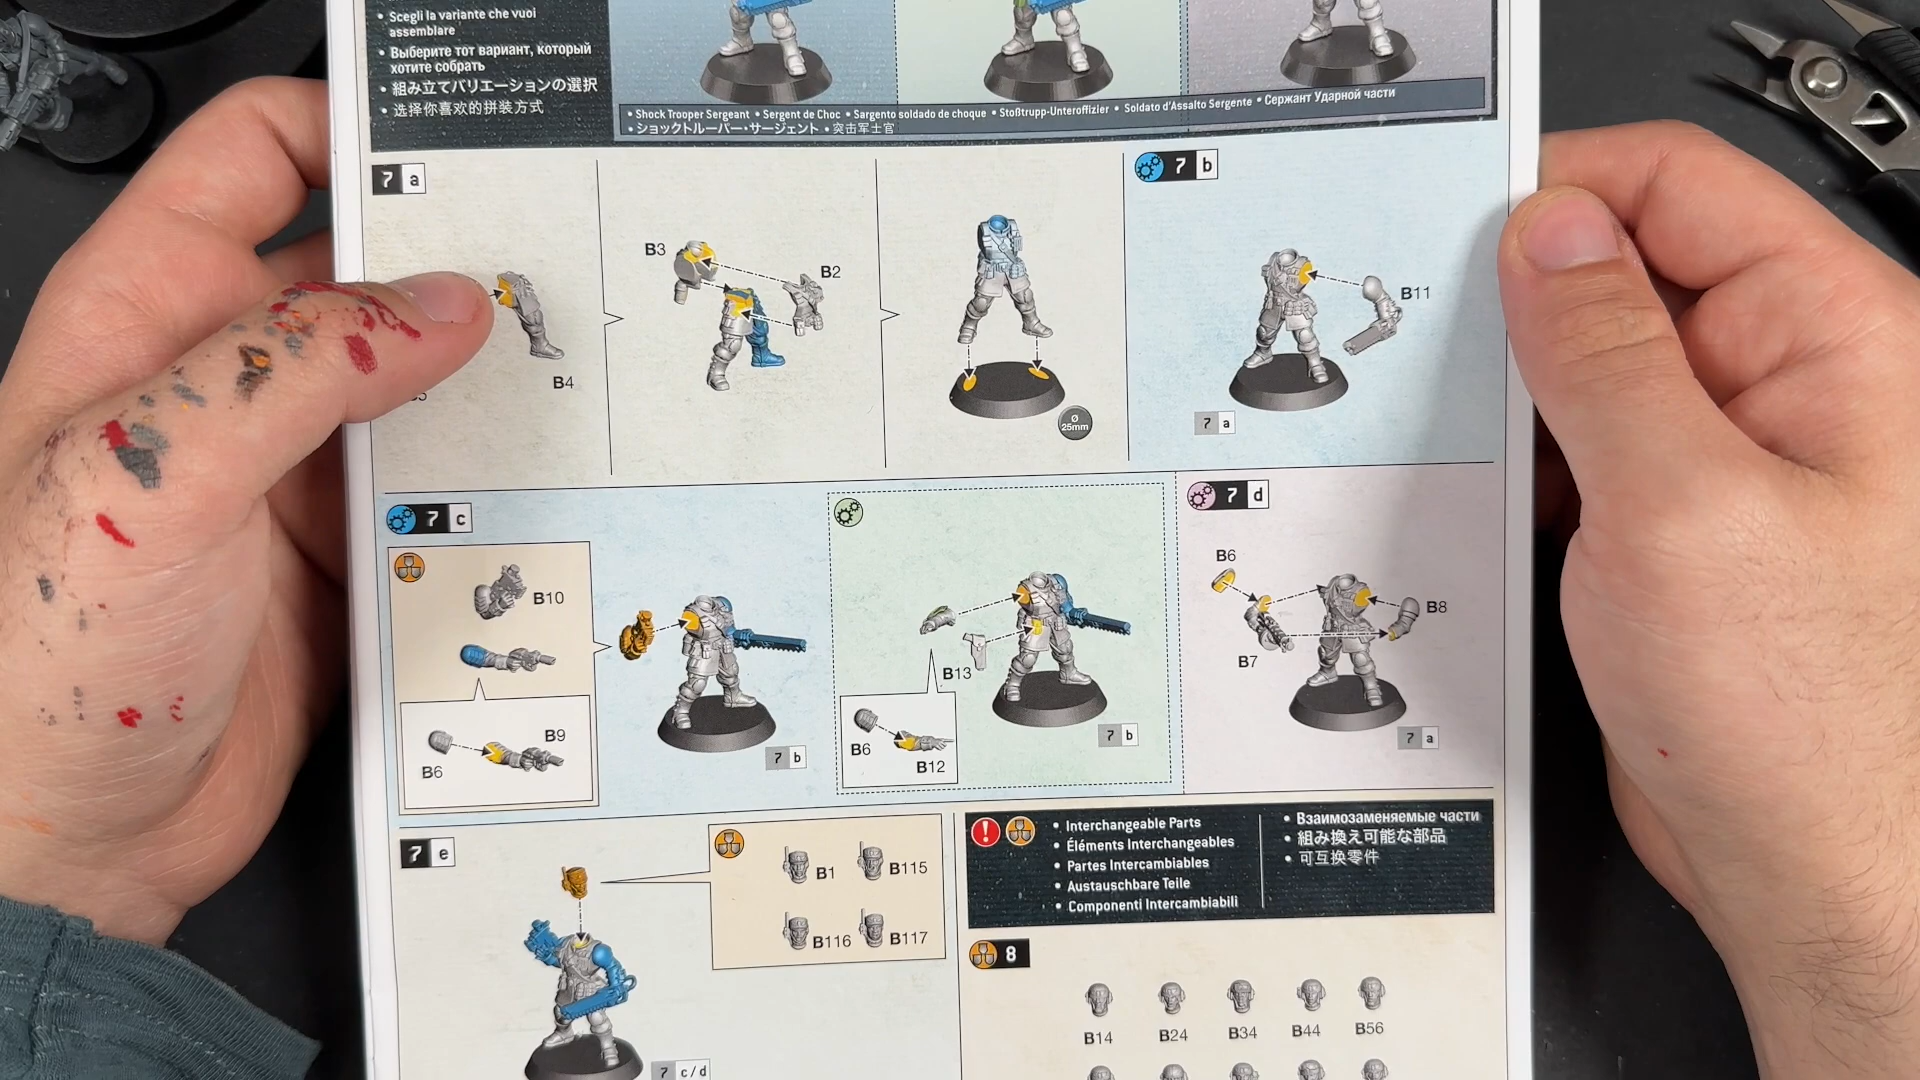 • Scegli la variante che vuoi
assemblare
• Выберите тот вариант, который
хотите собрать
• 組み立てバリエーションの選択
• 选择你喜欢的拼装方式
• Shock Trooper Sergeant • Sergent de Choc • Sargento soldado de choque • Stoßtrupp-Unteroffizier • Soldato d'Assalto Sergente • Сержант Ударной части
• ショックトルーパー・サージェント • 突击军士官
7 a
B4
B3
B2
Ø
25mm
7 b
B11
7 a
7 c
B10
B9
B6
7 b
B13
B6
B12
7 b
7 d
B6
B8
B7
7 a
7 e
B1
B115
B116
B117
7 c/d
• Interchangeable Parts
• Éléments Interchangeables
• Partes Intercambiables
• Austauschbare Teile
• Componenti Intercambiabili
• Взаимозаменяемые части
• 組み換え可能な部品
• 可互换零件
8
B14
B24
B34
B44
B56